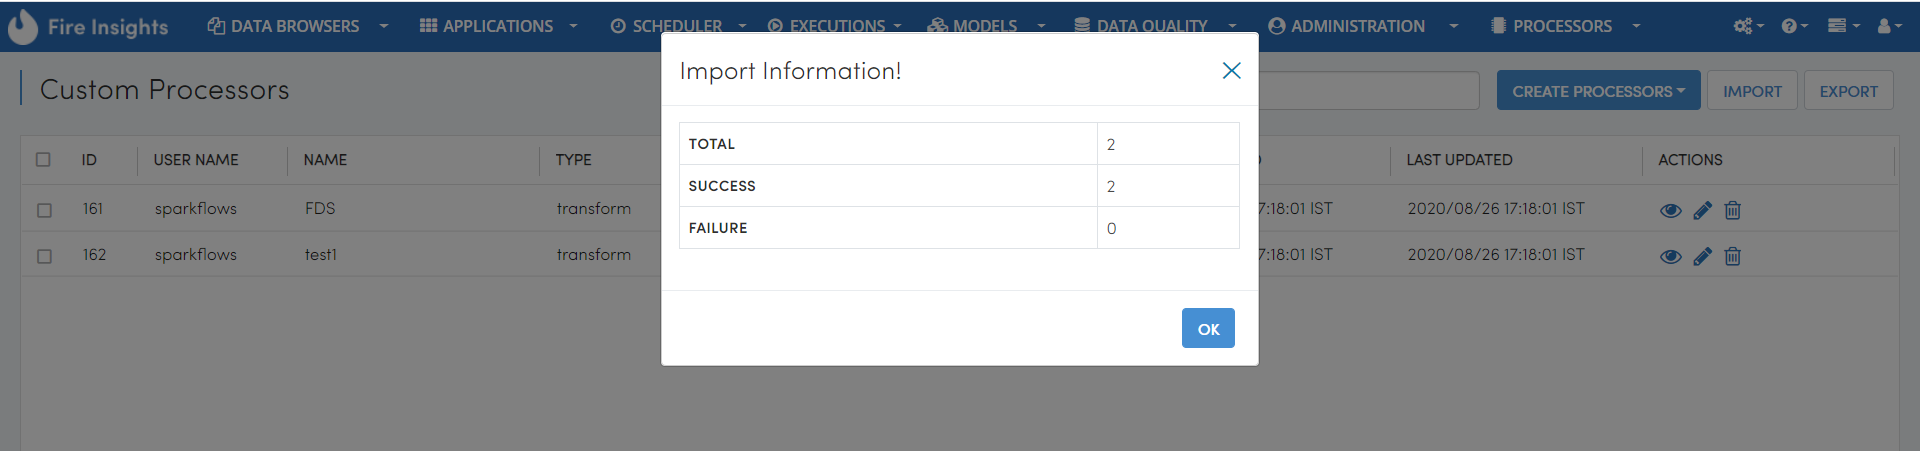 Fire Insights DATA BROWSERS APPLICATIONS SCHEDULER EXECUTIONS MODELS DATA QUALITY ADMINISTRATION PROCESSORS
Import Information!
Custom Processors CREATE PROCESSORS IMPORT EXPORT
TOTAL 2
SUCCESS 2
FAILURE 0
OK
ID USER NAME NAME TYPE LAST UPDATED ACTIONS
161 sparkflows FDS transform 7:18:01 IST 2020/08/26 17:18:01 IST
162 sparkflows test1 transform 7:18:01 IST 2020/08/26 17:18:01 IST